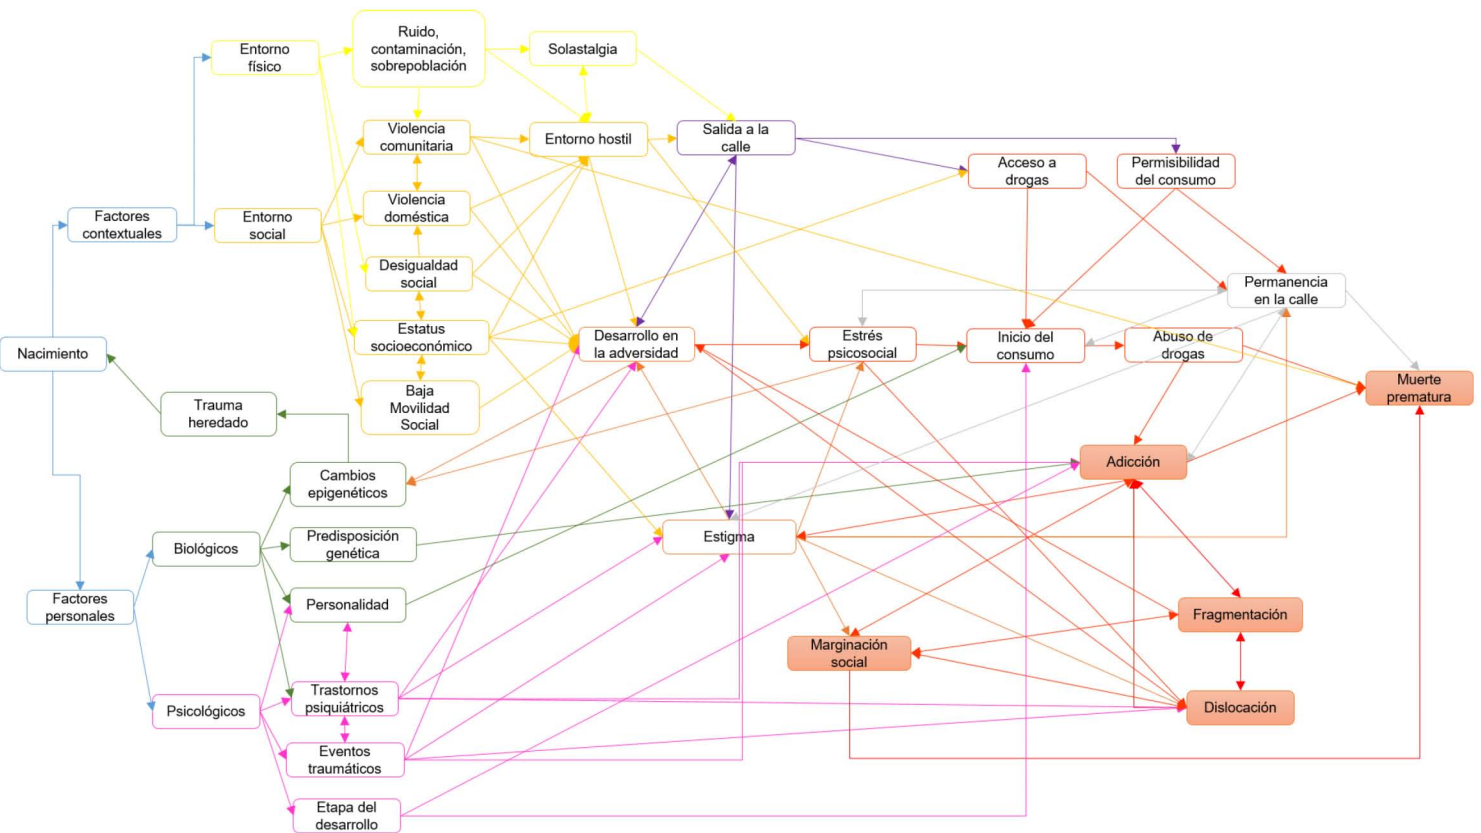 Ruido,
contaminación,
sobrepoblación
Entorno
físico
Solastalgia
Violencia
comunitaria
Entorno hostil
Salida a la
calle
Acceso a
drogas
Permisibilidad
del consumo
Violencia
doméstica
Factores
contextuales
Entorno
social
Desigualdad
social
Permanencia
en la calle
Estatus
socioeconómico
Desarrollo en
la adversidad
Estrés
psicosocial
Inicio del
consumo
Abuso de
drogas
Nacimiento
Muerte
prematura
Baja
Movilidad
Social
Trauma
heredado
Cambios
epigenéticos
Adicción
Predisposición
genética
Estigma
Biológicos
Factores
personales
Personalidad
Fragmentación
Marginación
social
Trastornos
psiquiátricos
Psicológicos
Dislocación
Eventos
traumáticos
Etapa del
desarrollo